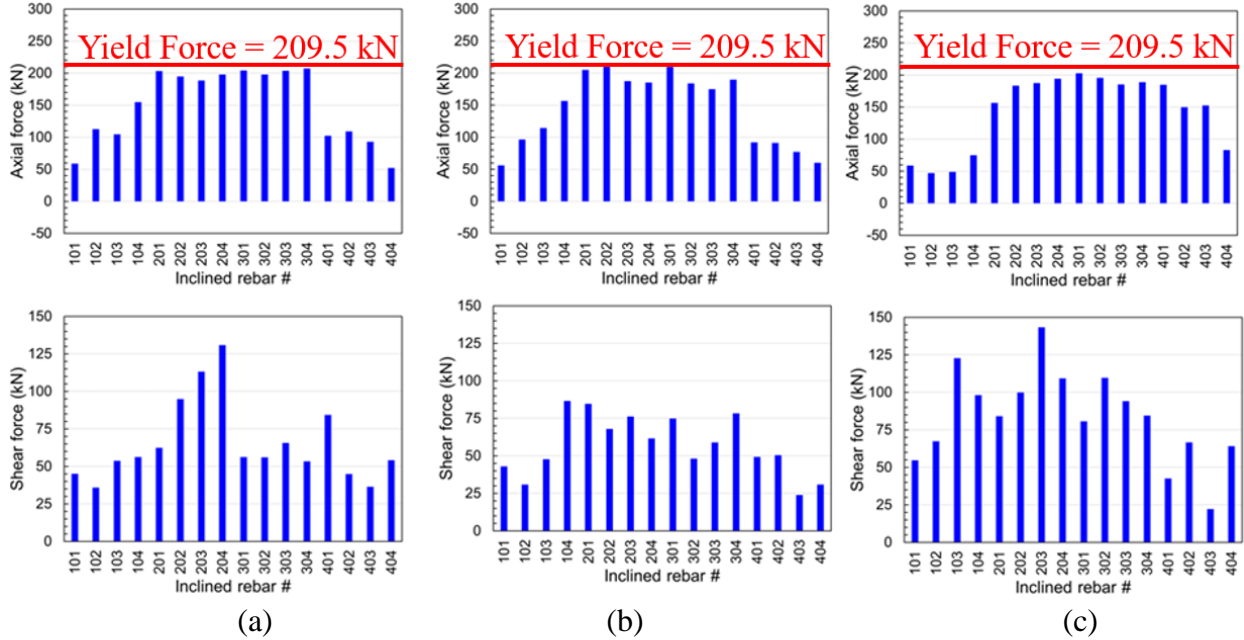 300
250
200
150
100
50
0
-50
Axial force (kN)
Yield Force = 209.5 kN
101 102 103 104 201 202 203 204 301 302 303 304 401 402 403 404
Inclined rebar #
300
250
200
150
100
50
0
-50
Axial force (kN)
Yield Force = 209.5 kN
101 102 103 104 201 202 203 204 301 302 303 304 401 402 403 404
Inclined rebar #
300
250
200
150
100
50
0
-50
Axial force (kN)
Yield Force = 209.5 kN
101 102 103 104 201 202 203 204 301 302 303 304 401 402 403 404
Inclined rebar #
150
125
100
75
50
25
0
Shear force (kN)
101 102 103 104 201 202 203 204 301 302 303 304 401 402 403 404
Inclined rebar #
150
125
100
75
50
25
0
Shear force (kN)
101 102 103 104 201 202 203 204 301 302 303 304 401 402 403 404
Inclined rebar #
150
125
100
75
50
25
0
Shear force (kN)
101 102 103 104 201 202 203 204 301 302 303 304 401 402 403 404
Inclined rebar #
(a)
(b)
(c)